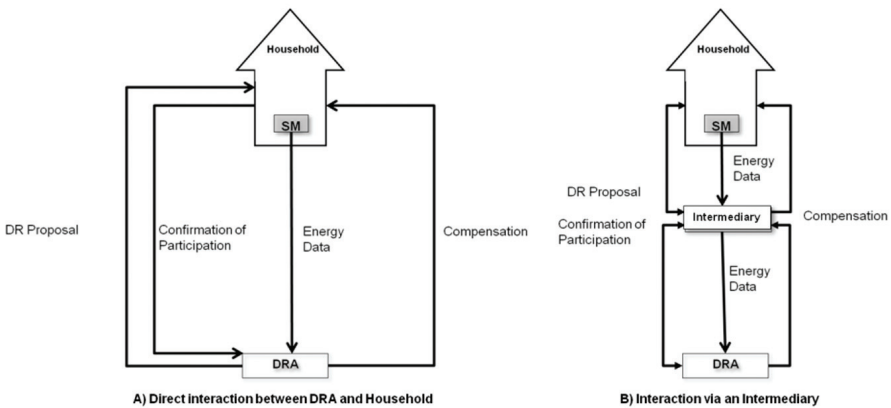 Household
SM
DR Proposal
Confirmation of
Participation
Energy
Data
Compensation
DRA
A) Direct interaction between DRA and Household
Household
SM
Energy
Data
DR Proposal
Confirmation of
Participation
Intermediary
Compensation
Energy
Data
DRA
B) Interaction via an Intermediary